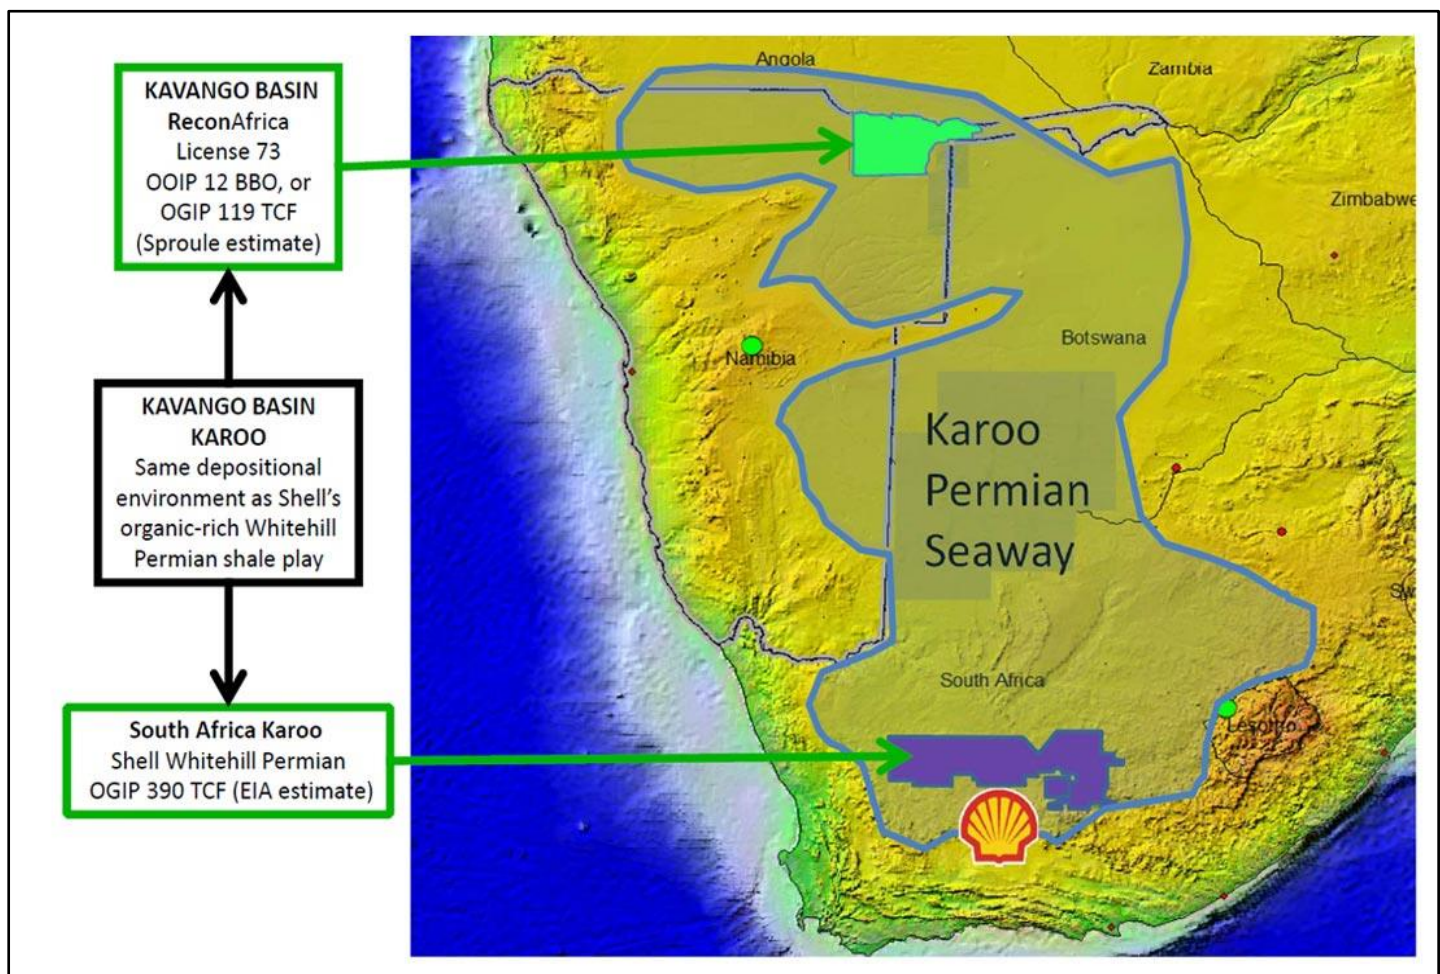 KAVANGO BASIN
ReconAfrica
License 73
OOIP 12 BBO, or
OGIP 119 TCF
(Sproule estimate)
KAVANGO BASIN
KAROO
Same depositional
environment as Shell's
organic-rich Whitehill
Permian shale play
South Africa Karoo
Shell Whitehill Permian
OGIP 390 TCF (EIA estimate)
Angola
Zambia
Zimbabwe
Namibia
Botswana
Karoo
Permian
Seaway
South Africa
Lesotho
Sw